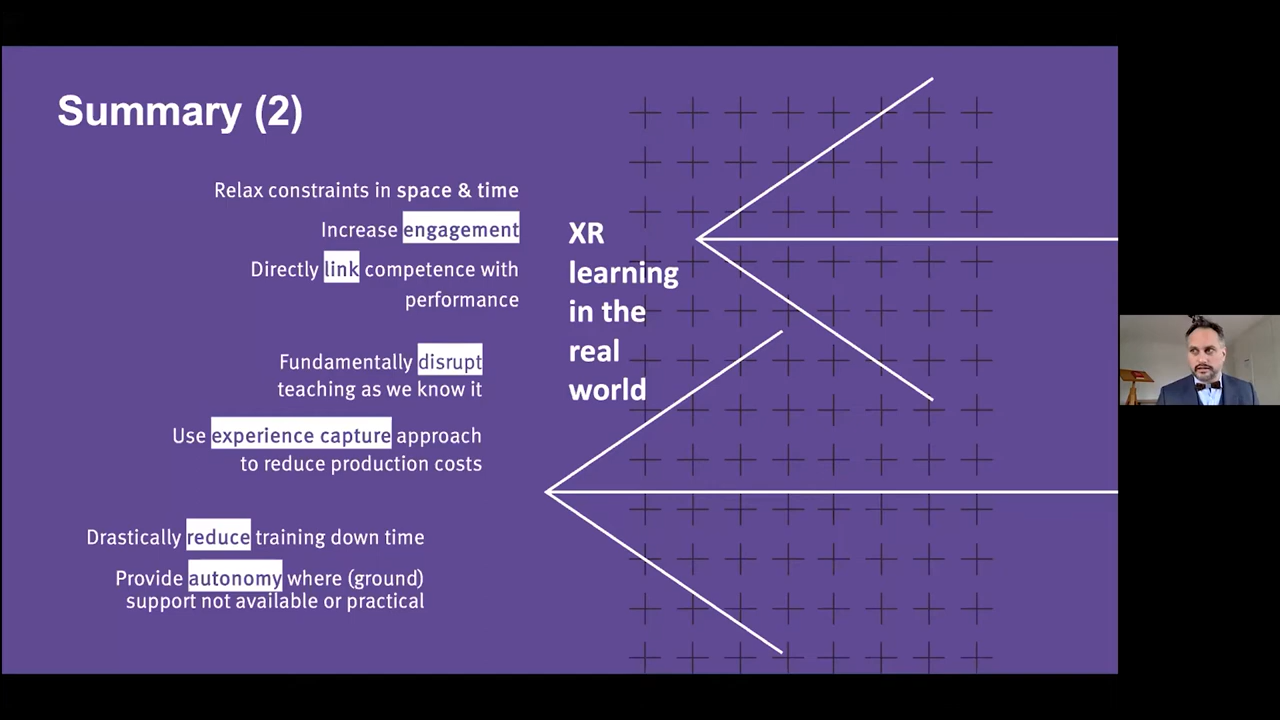 Summary (2)
Relax constraints in space & time
Increase engagement
Directly link competence with
performance
Fundamentally disrupt
teaching as we know it
Use experience capture approach
to reduce production costs
Drastically reduce training down time
Provide autonomy where (ground)
support not available or practical
XR
learning
in the
real
world